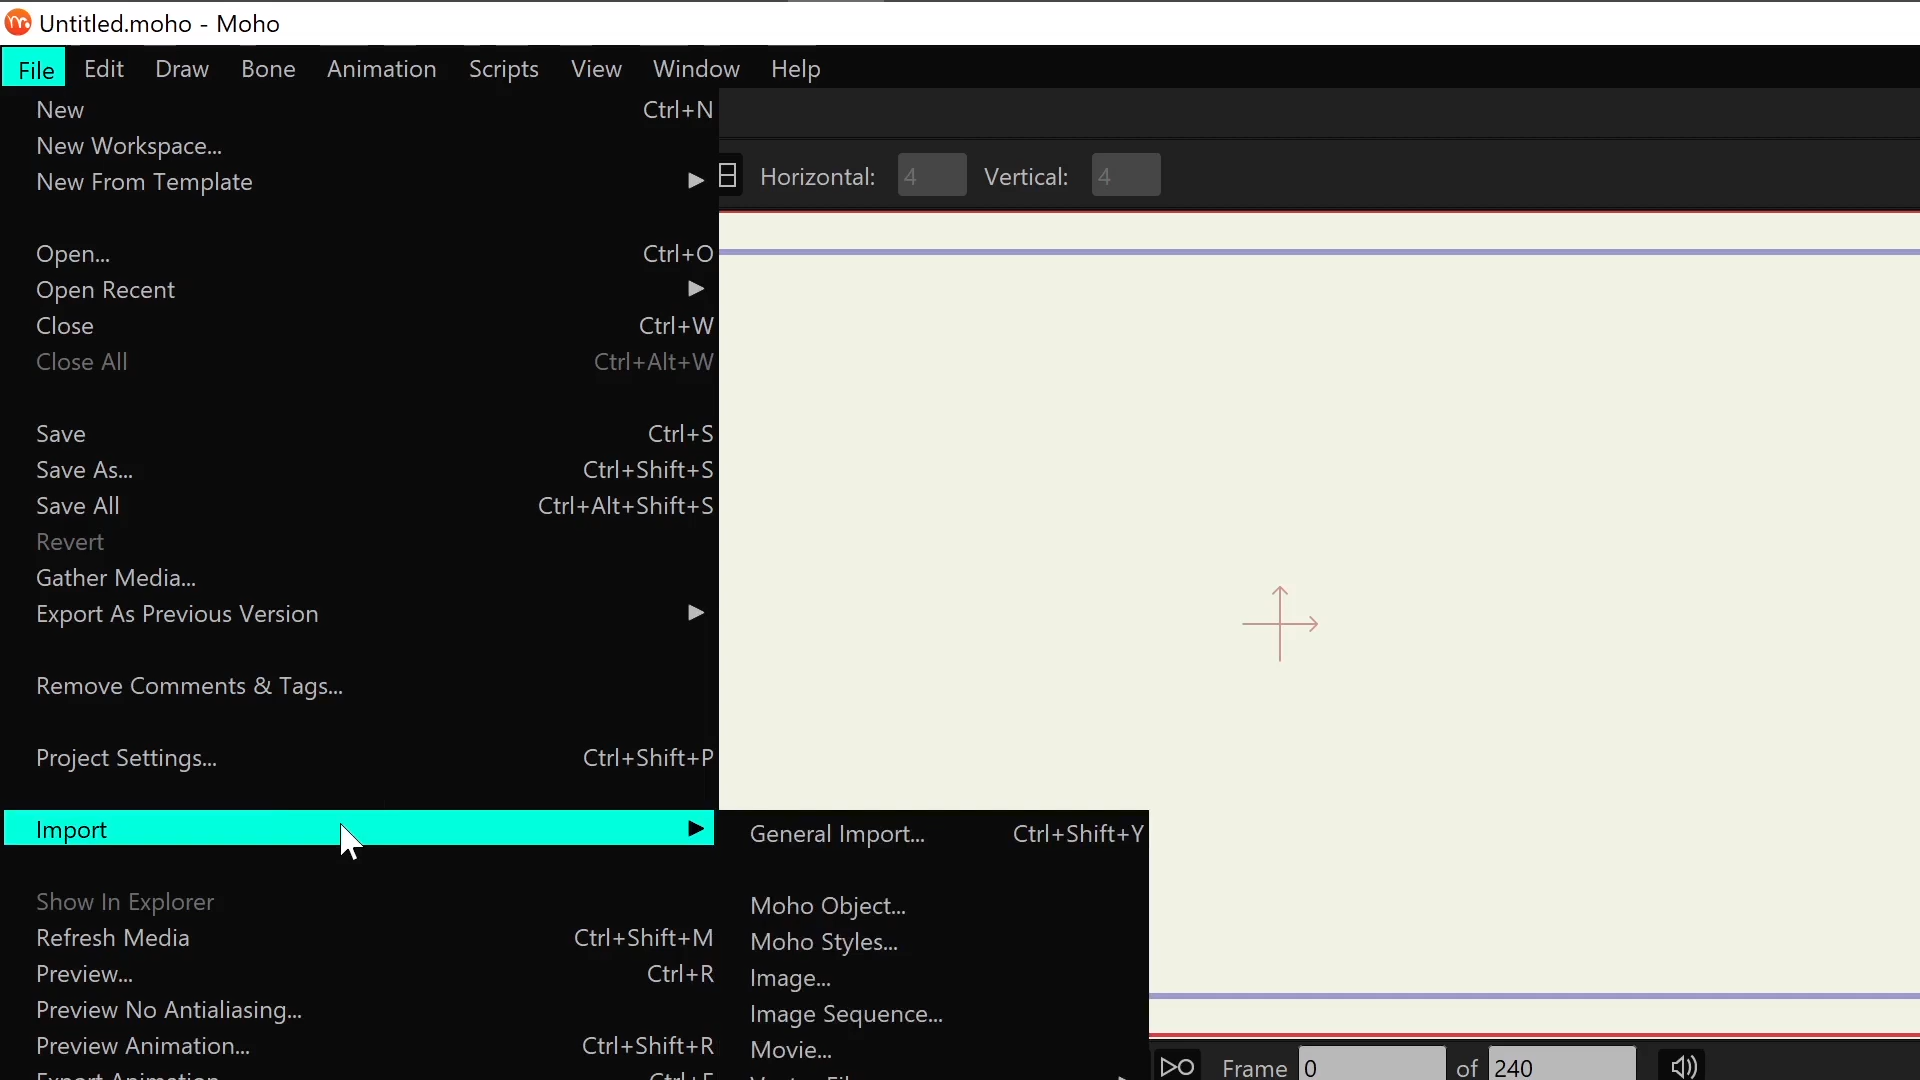 Untitled.moho - Moho
File Edit Draw Bone Animation Scripts View Window Help
New Ctrl+N
New Workspace...
New From Template
Horizontal: 4 Vertical: 4
Open... Ctrl+O
Open Recent
Close Ctrl+W
Close All Ctrl+Alt+W
Save Ctrl+S
Save As... Ctrl+Shift+S
Save All Ctrl+Alt+Shift+S
Revert
Gather Media...
Export As Previous Version
Remove Comments & Tags...
Project Settings... Ctrl+Shift+P
Import
General Import... Ctrl+Shift+Y
Show In Explorer
Moho Object...
Refresh Media Ctrl+Shift+M
Moho Styles...
Preview... Ctrl+R
Image...
Preview No Antialiasing...
Image Sequence...
Preview Animation... Ctrl+Shift+R
Movie...
Frame 0 of 240
Export Animation